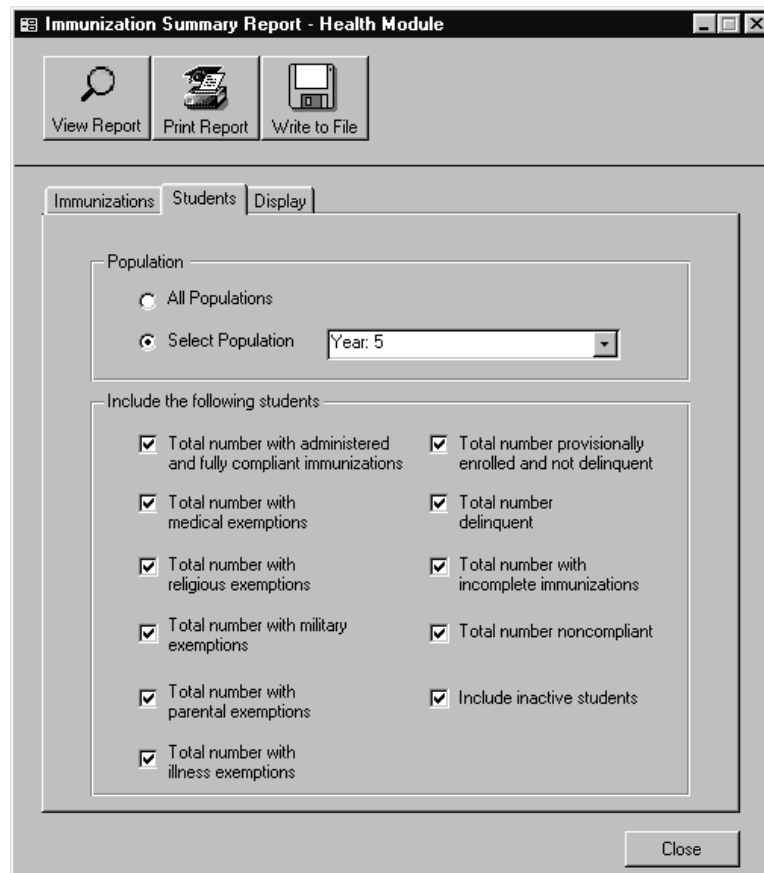 Immunization Summary Report - Health Module
View Report
Print Report
Write to File
Immunizations
Students
Display
Population
All Populations
Select Population
Year: 5
Include the following students
Total number with administered
and fully compliant immunizations
Total number with
medical exemptions
Total number with
religious exemptions
Total number with military
exemptions
Total number with
parental exemptions
Total number with
illness exemptions
Total number provisionally
enrolled and not delinquent
Total number
delinquent
Total number with
incomplete immunizations
Total number noncompliant
Include inactive students
Close